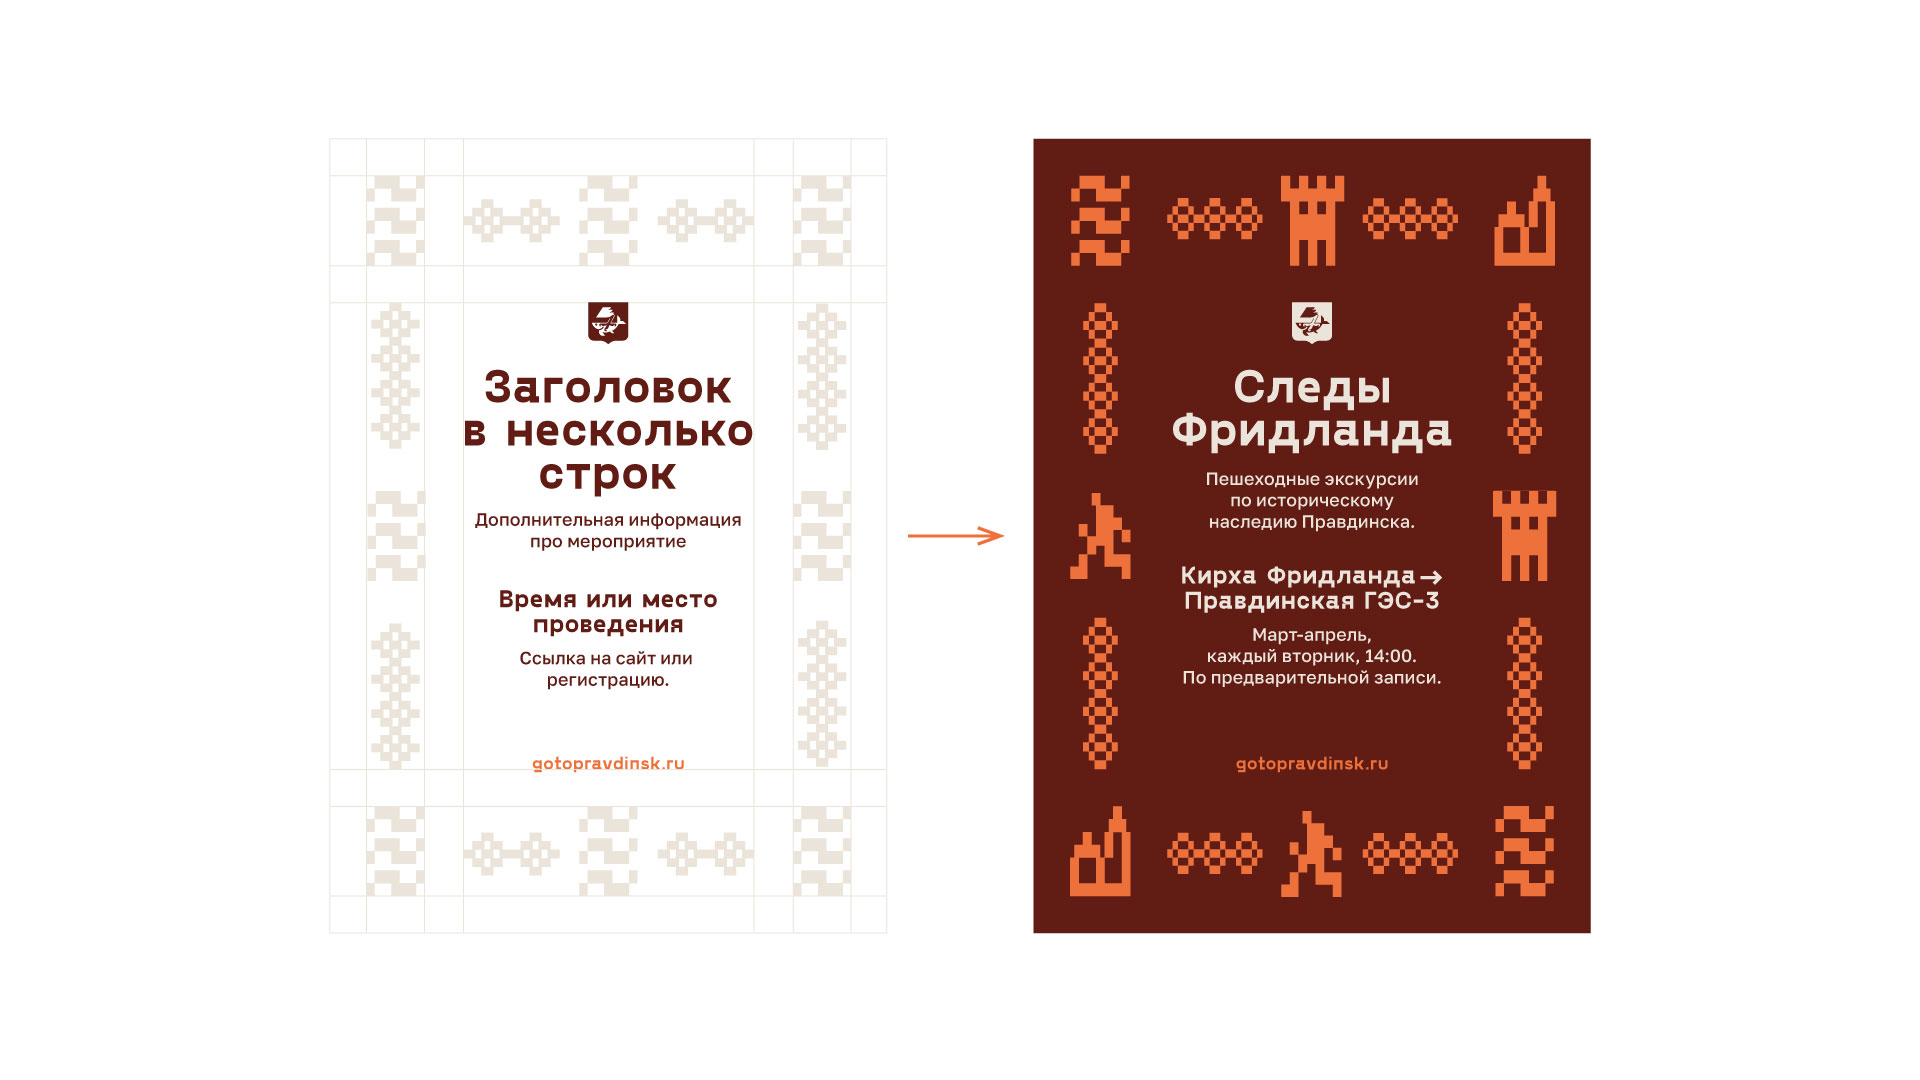 Заголовок
в несколько
строк
Дополнительная информация
про мероприятие
Время или место
проведения
Ссылка на сайт или
регистрацию.
gotopravdinsk.ru
Следы
Фридланда
Пешеходные экскурсии
по историческому
наследию Правдинска.
Кирха Фридланда→
Правдинская ГЭС-3
Март-апрель,
каждый вторник, 14:00.
По предварительной записи.
gotopravdinsk.ru